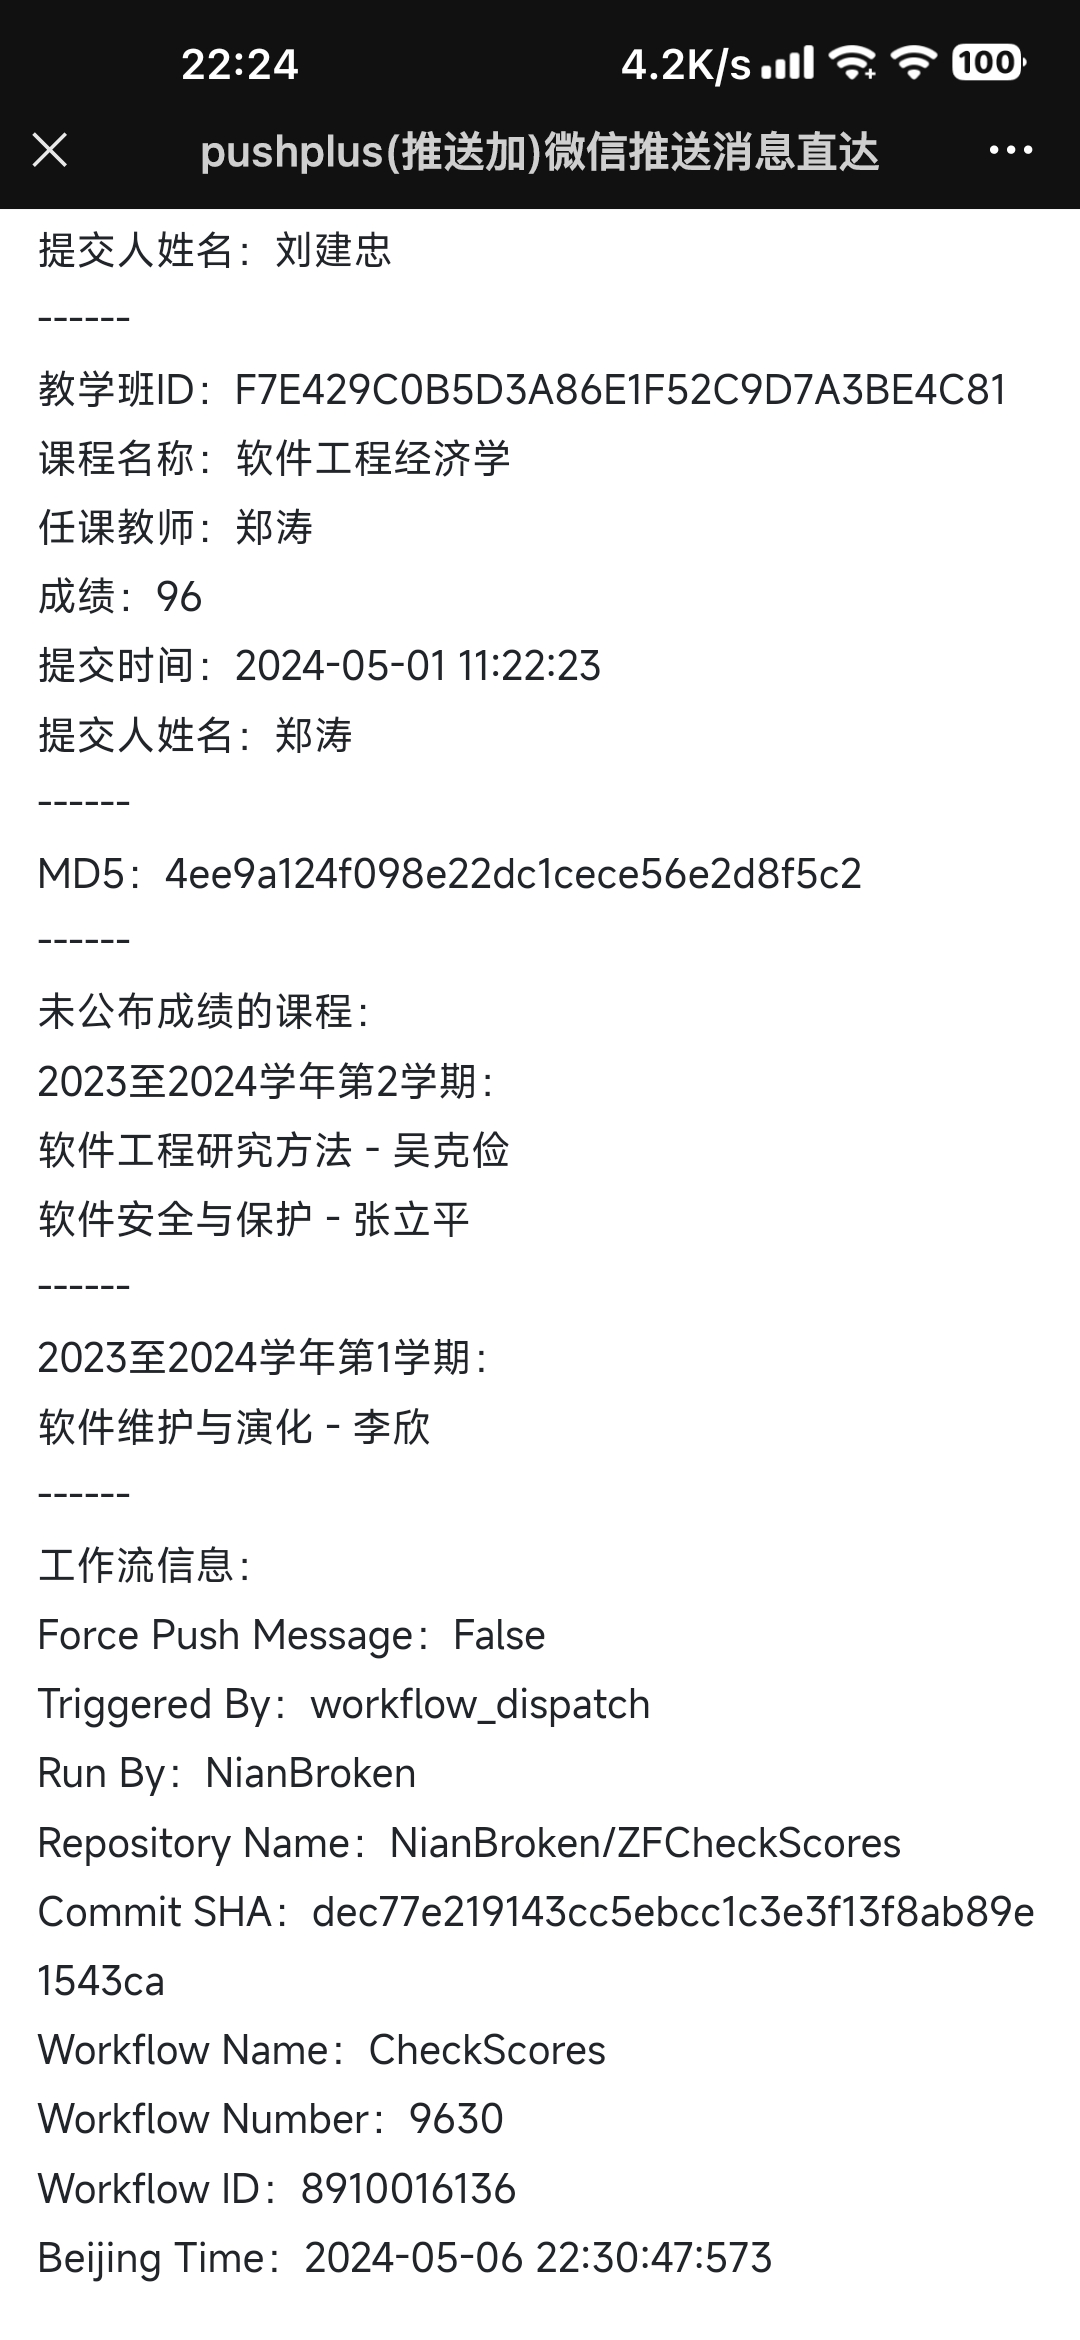 22:24
4.2K/s
100
pushplus(推送加)微信推送消息直达
提交人姓名：刘建忠
------
教学班ID：F7E429C0B5D3A86E1F52C9D7A3BE4C81
课程名称：软件工程经济学
任课教师：郑涛
成绩：96
提交时间：2024-05-01 11:22:23
提交人姓名：郑涛
------
MD5：4ee9a124f098e22dc1cece56e2d8f5c2
------
未公布成绩的课程：
2023至2024学年第2学期：
软件工程研究方法 - 吴克俭
软件安全与保护 - 张立平
------
2023至2024学年第1学期：
软件维护与演化 - 李欣
------
工作流信息：
Force Push Message：False
Triggered By：workflow_dispatch
Run By：NianBroken
Repository Name：NianBroken/ZFCheckScores
Commit SHA：dec77e219143cc5ebcc1c3e3f13f8ab89e
1543ca
Workflow Name：CheckScores
Workflow Number：9630
Workflow ID：8910016136
Beijing Time：2024-05-06 22:30:47:573